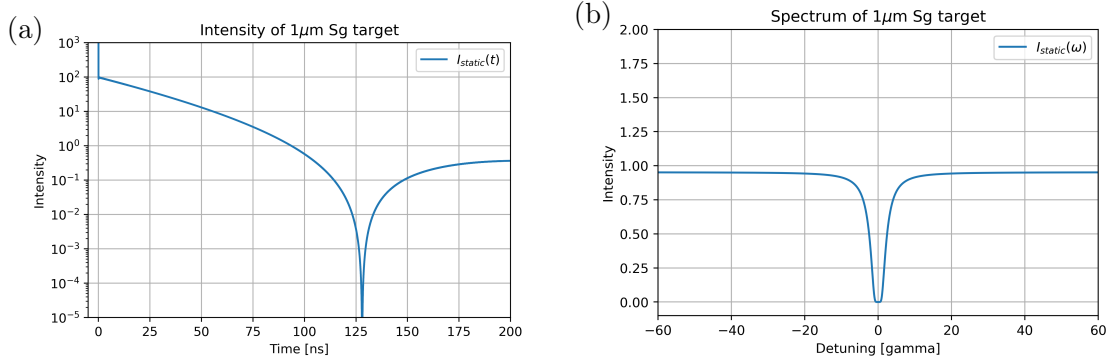 (a)
Intensity of 1μm Sg target
I_static(t)
10^3
10^2
10^1
10^0
10^-1
10^-2
10^-3
10^-4
10^-5
Intensity
0 25 50 75 100 125 150 175 200
Time [ns]
(b)
Spectrum of 1μm Sg target
I_static(ω)
2.00
1.75
1.50
1.25
1.00
0.75
0.50
0.25
0.00
Intensity
−60 −40 −20 0 20 40 60
Detuning [gamma]